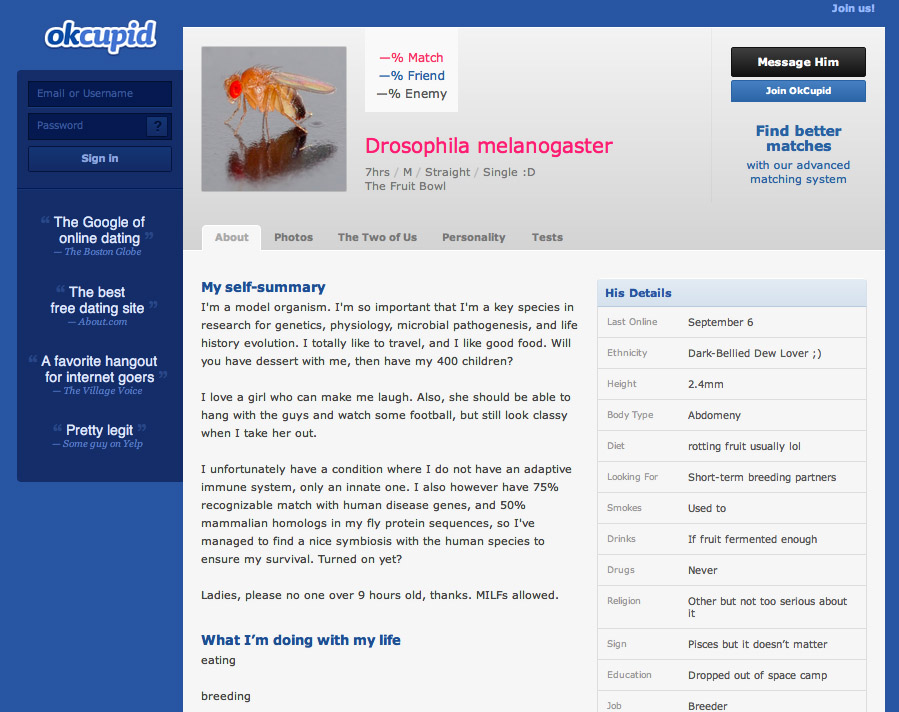 Join us!
okcupid
Email or Username
Password
?
Sign in
“ The Google of
online dating ”
— The Boston Globe
“ The best
free dating site ”
— About.com
“ A favorite hangout
for internet goers ”
— The Village Voice
“ Pretty legit ”
— Some guy on Yelp
—% Match
—% Friend
—% Enemy
Drosophila melanogaster
7hrs / M / Straight / Single :D
The Fruit Bowl
Message Him
Join OkCupid
Find better
matches
with our advanced
matching system
About Photos The Two of Us Personality Tests
My self-summary
I'm a model organism. I'm so important that I'm a key species in
research for genetics, physiology, microbial pathogenesis, and life
history evolution. I totally like to travel, and I like good food. Will
you have dessert with me, then have my 400 children?
I love a girl who can make me laugh. Also, she should be able to
hang with the guys and watch some football, but still look classy
when I take her out.
I unfortunately have a condition where I do not have an adaptive
immune system, only an innate one. I also however have 75%
recognizable match with human disease genes, and 50%
mammalian homologs in my fly protein sequences, so I've
managed to find a nice symbiosis with the human species to
ensure my survival. Turned on yet?
Ladies, please no one over 9 hours old, thanks. MILFs allowed.
What I’m doing with my life
eating
breeding
His Details
Last Online September 6
Ethnicity Dark-Bellied Dew Lover ;)
Height 2.4mm
Body Type Abdomeny
Diet rotting fruit usually lol
Looking For Short-term breeding partners
Smokes Used to
Drinks If fruit fermented enough
Drugs Never
Religion Other but not too serious about
it
Sign Pisces but it doesn’t matter
Education Dropped out of space camp
Job Breeder